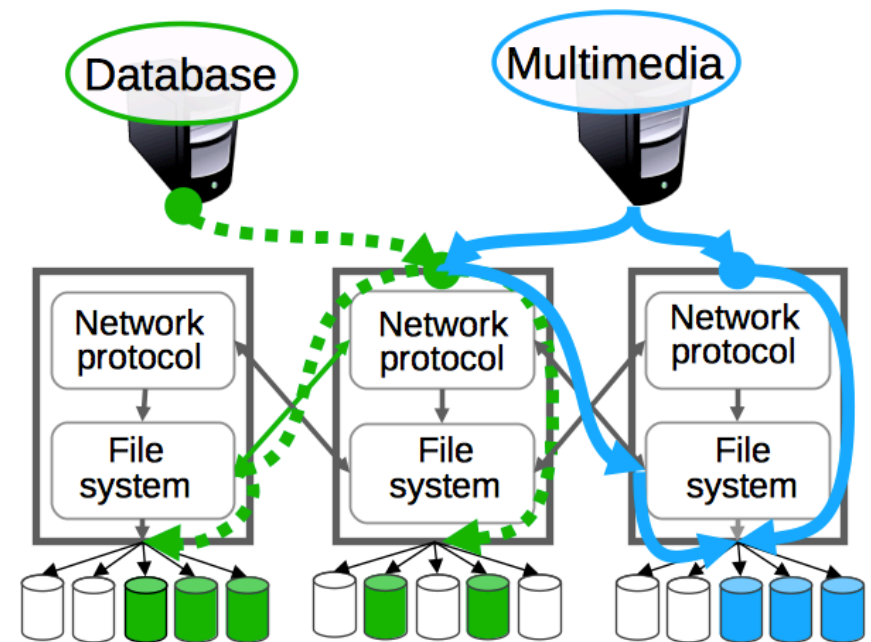 Database
Multimedia
Network
protocol
Network
protocol
Network
protocol
File
system
File
system
File
system